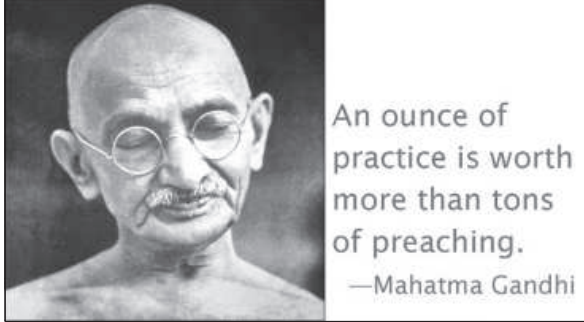 An ounce of
practice is worth
more than tons
of preaching.
—Mahatma Gandhi